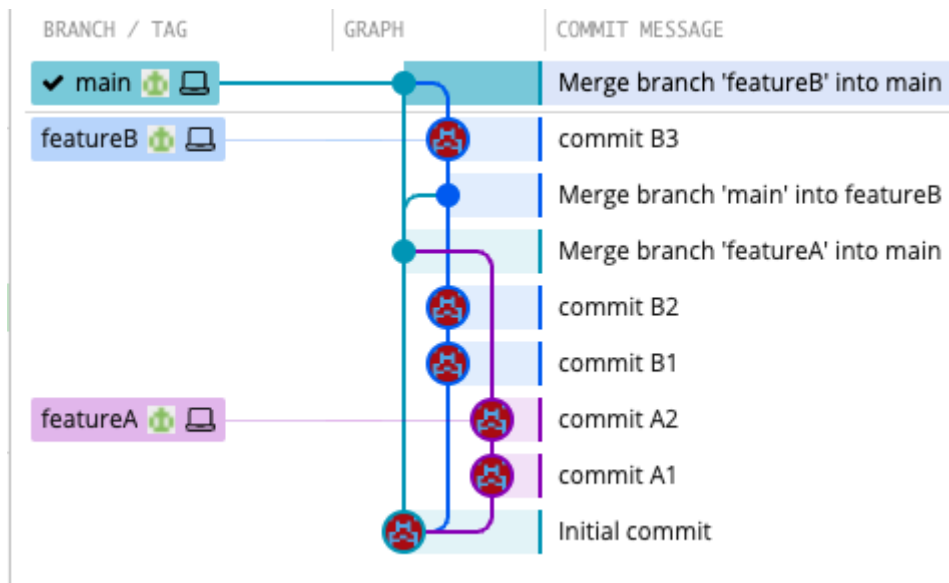 BRANCH / TAG GRAPH COMMIT MESSAGE
main Merge branch 'featureB' into main
featureB commit B3
Merge branch 'main' into featureB
Merge branch 'featureA' into main
commit B2
commit B1
featureA commit A2
commit A1
Initial commit